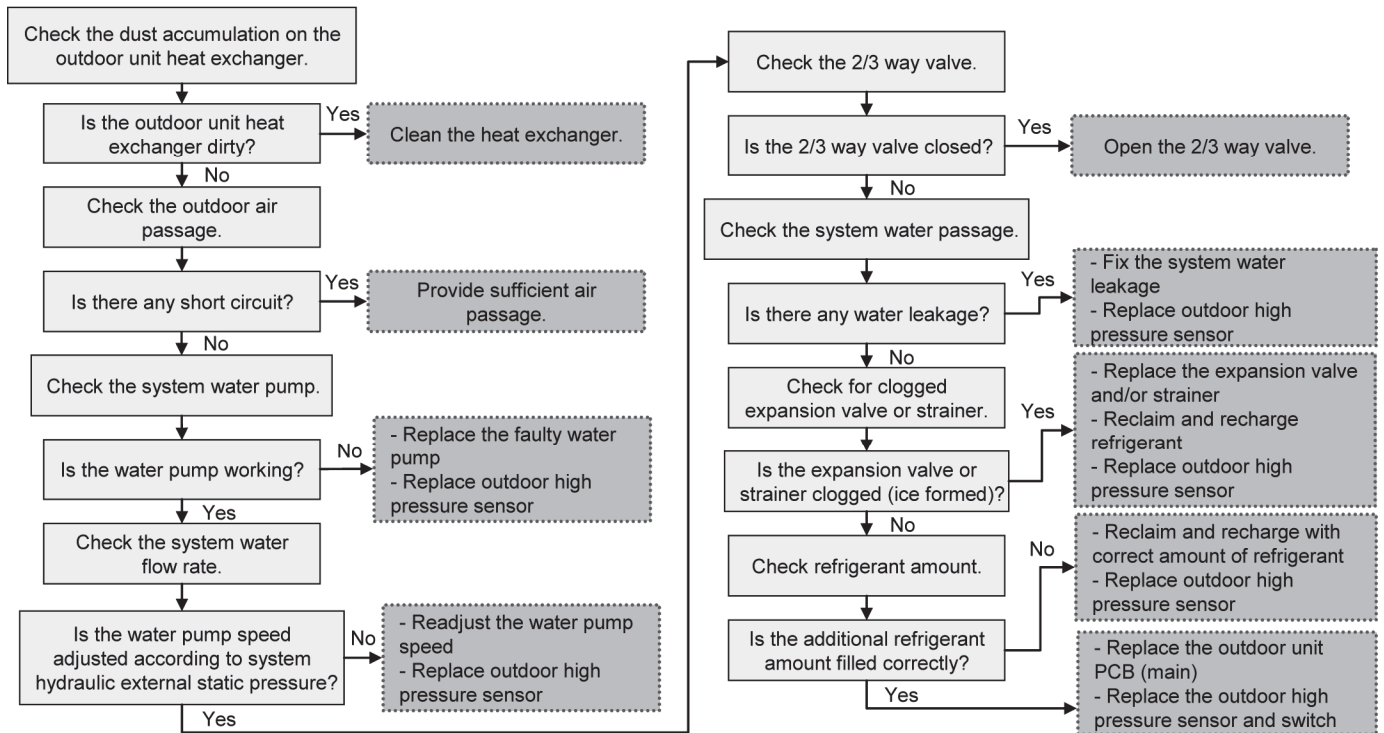 Check the dust accumulation on the
outdoor unit heat exchanger.
Is the outdoor unit heat
exchanger dirty?
Yes
Clean the heat exchanger.
No
Check the outdoor air
passage.
Is there any short circuit?
Yes
Provide sufficient air
passage.
No
Check the system water pump.
Is the water pump working?
No
- Replace the faulty water
pump
- Replace outdoor high
pressure sensor
Yes
Check the system water
flow rate.
Is the water pump speed
adjusted according to system
hydraulic external static pressure?
No
- Readjust the water pump
speed
- Replace outdoor high
pressure sensor
Yes
Check the 2/3 way valve.
Is the 2/3 way valve closed?
Yes
Open the 2/3 way valve.
No
Check the system water passage.
Is there any water leakage?
Yes
- Fix the system water
leakage
- Replace outdoor high
pressure sensor
No
Check for clogged
expansion valve or strainer.
Is the expansion valve or
strainer clogged (ice formed)?
Yes
- Replace the expansion valve
and/or strainer
- Reclaim and recharge
refrigerant
- Replace outdoor high
pressure sensor
No
Check refrigerant amount.
Is the additional refrigerant
amount filled correctly?
No
- Reclaim and recharge with
correct amount of refrigerant
- Replace outdoor high
pressure sensor
Yes
- Replace the outdoor unit
PCB (main)
- Replace the outdoor high
pressure sensor and switch